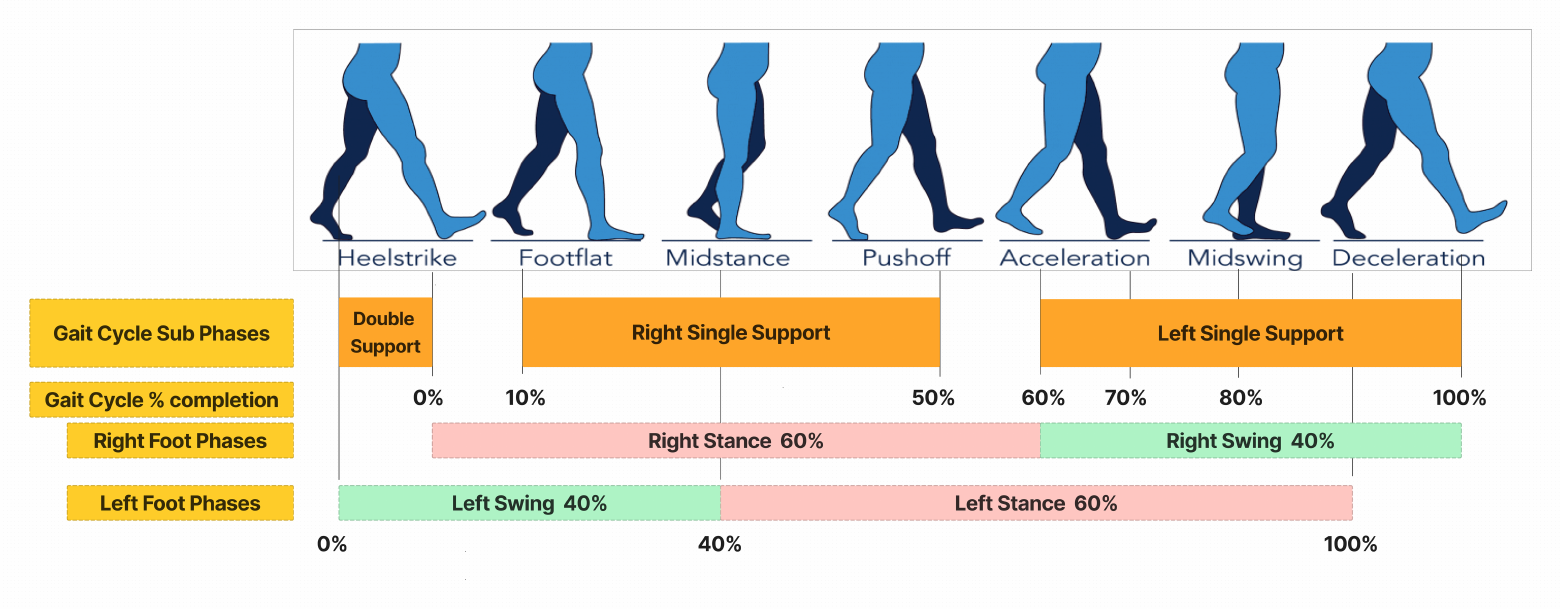 Heelstrike
Footflat
Midstance
Pushoff
Acceleration
Midswing
Deceleration
Gait Cycle Sub Phases
Double
Support
Right Single Support
Left Single Support
Gait Cycle % completion
0%
10%
50%
60%
70%
80%
100%
Right Foot Phases
Right Stance 60%
Right Swing 40%
Left Foot Phases
Left Swing 40%
Left Stance 60%
0%
40%
100%